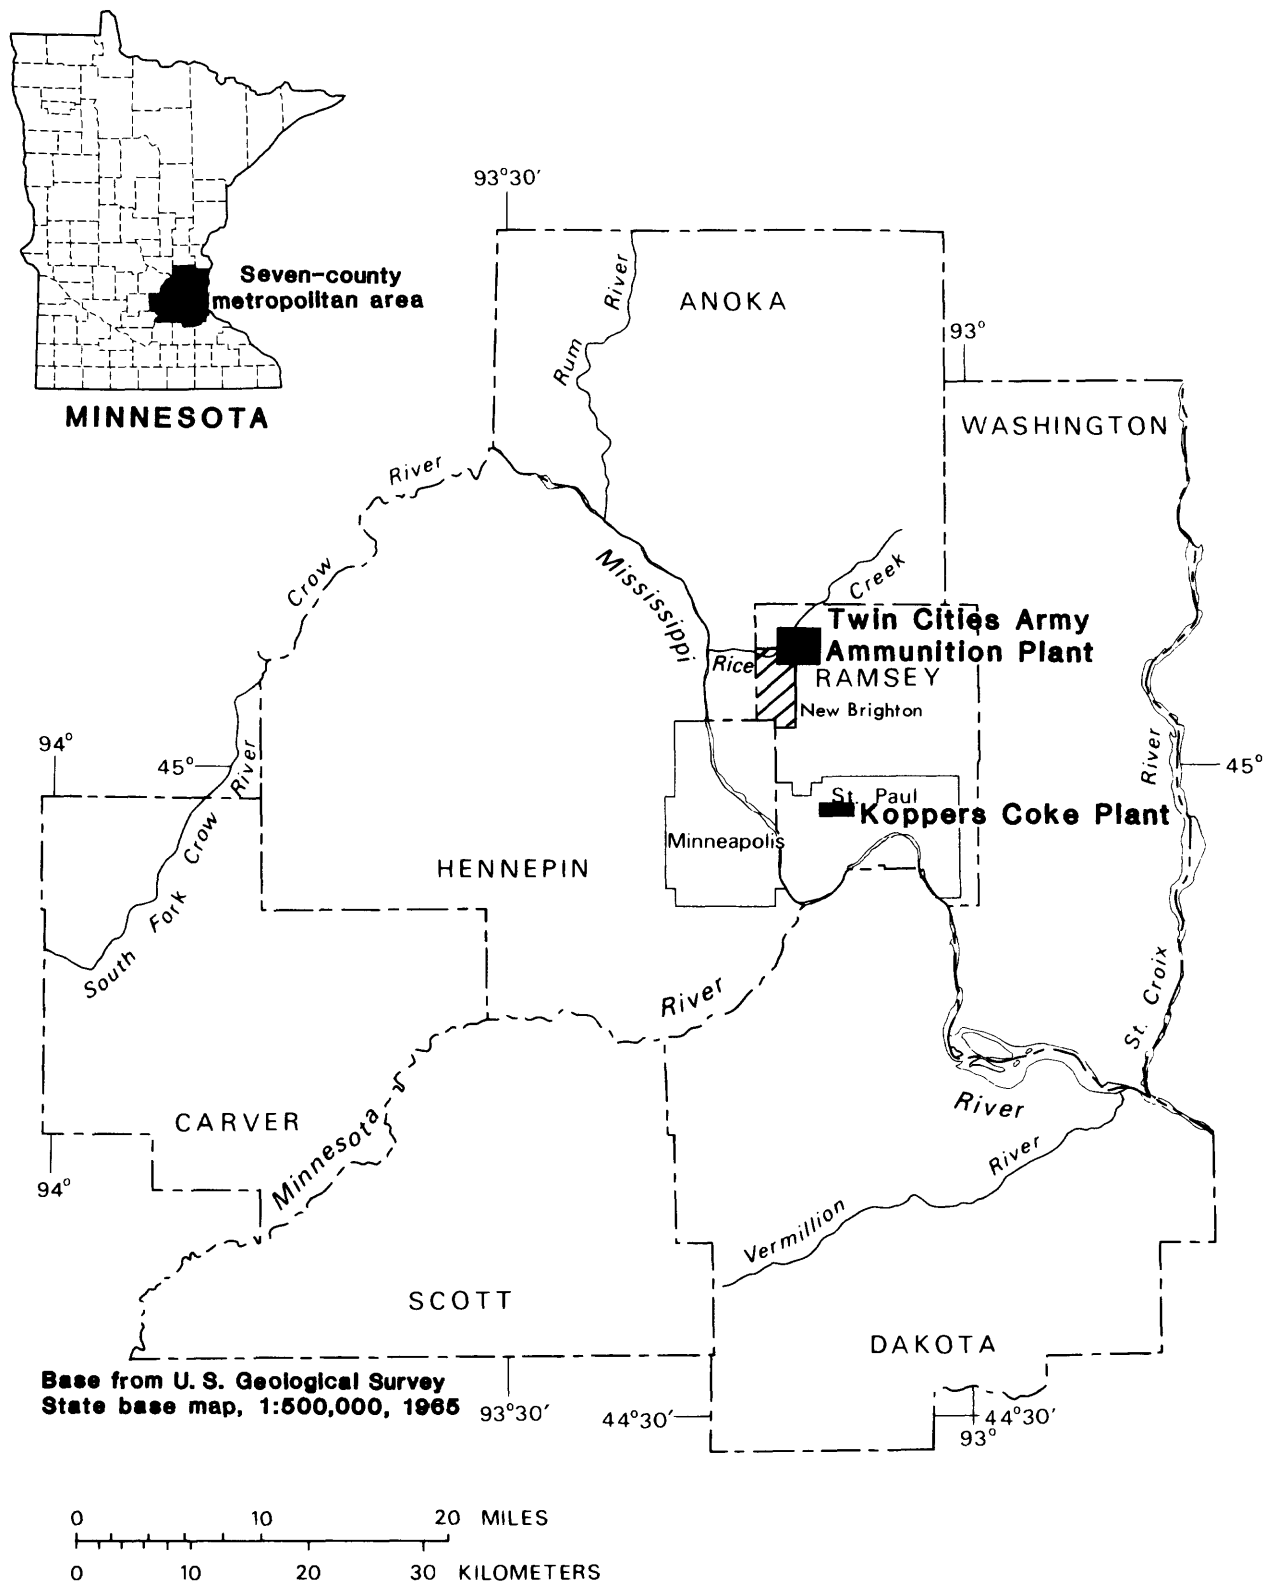 93°30′
Seven-county
metropolitan area
MINNESOTA
ANOKA
Rum River
93°
WASHINGTON
Crow River
Mississippi
Rice Creek
Twin Cities Army
Ammunition Plant
RAMSEY
New Brighton
94°
45°
River
45°
St. Paul
Koppers Coke Plant
Minneapolis
South Fork Crow River
HENNEPIN
St. Croix
River
River
CARVER
Minnesota
River
94°
Vermillion River
SCOTT
DAKOTA
Base from U. S. Geological Survey
State base map, 1:500,000, 1965
93°30′
44°30′
44°30′
93°
0 10 20 MILES
0 10 20 30 KILOMETERS